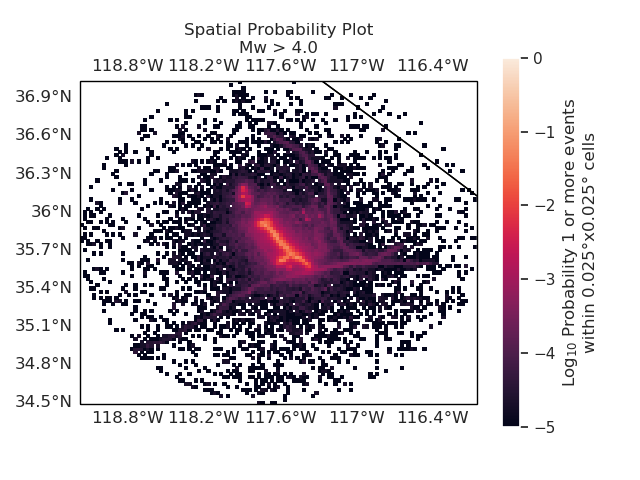 Spatial Probability Plot
Mw > 4.0
118.8°W 118.2°W 117.6°W 117°W 116.4°W
36.9°N
36.6°N
36.3°N
36°N
35.7°N
35.4°N
35.1°N
34.8°N
34.5°N
118.8°W 118.2°W 117.6°W 117°W 116.4°W
0
−1
−2
−3
−4
−5
Log₁₀ Probability 1 or more events
within 0.025°x0.025° cells